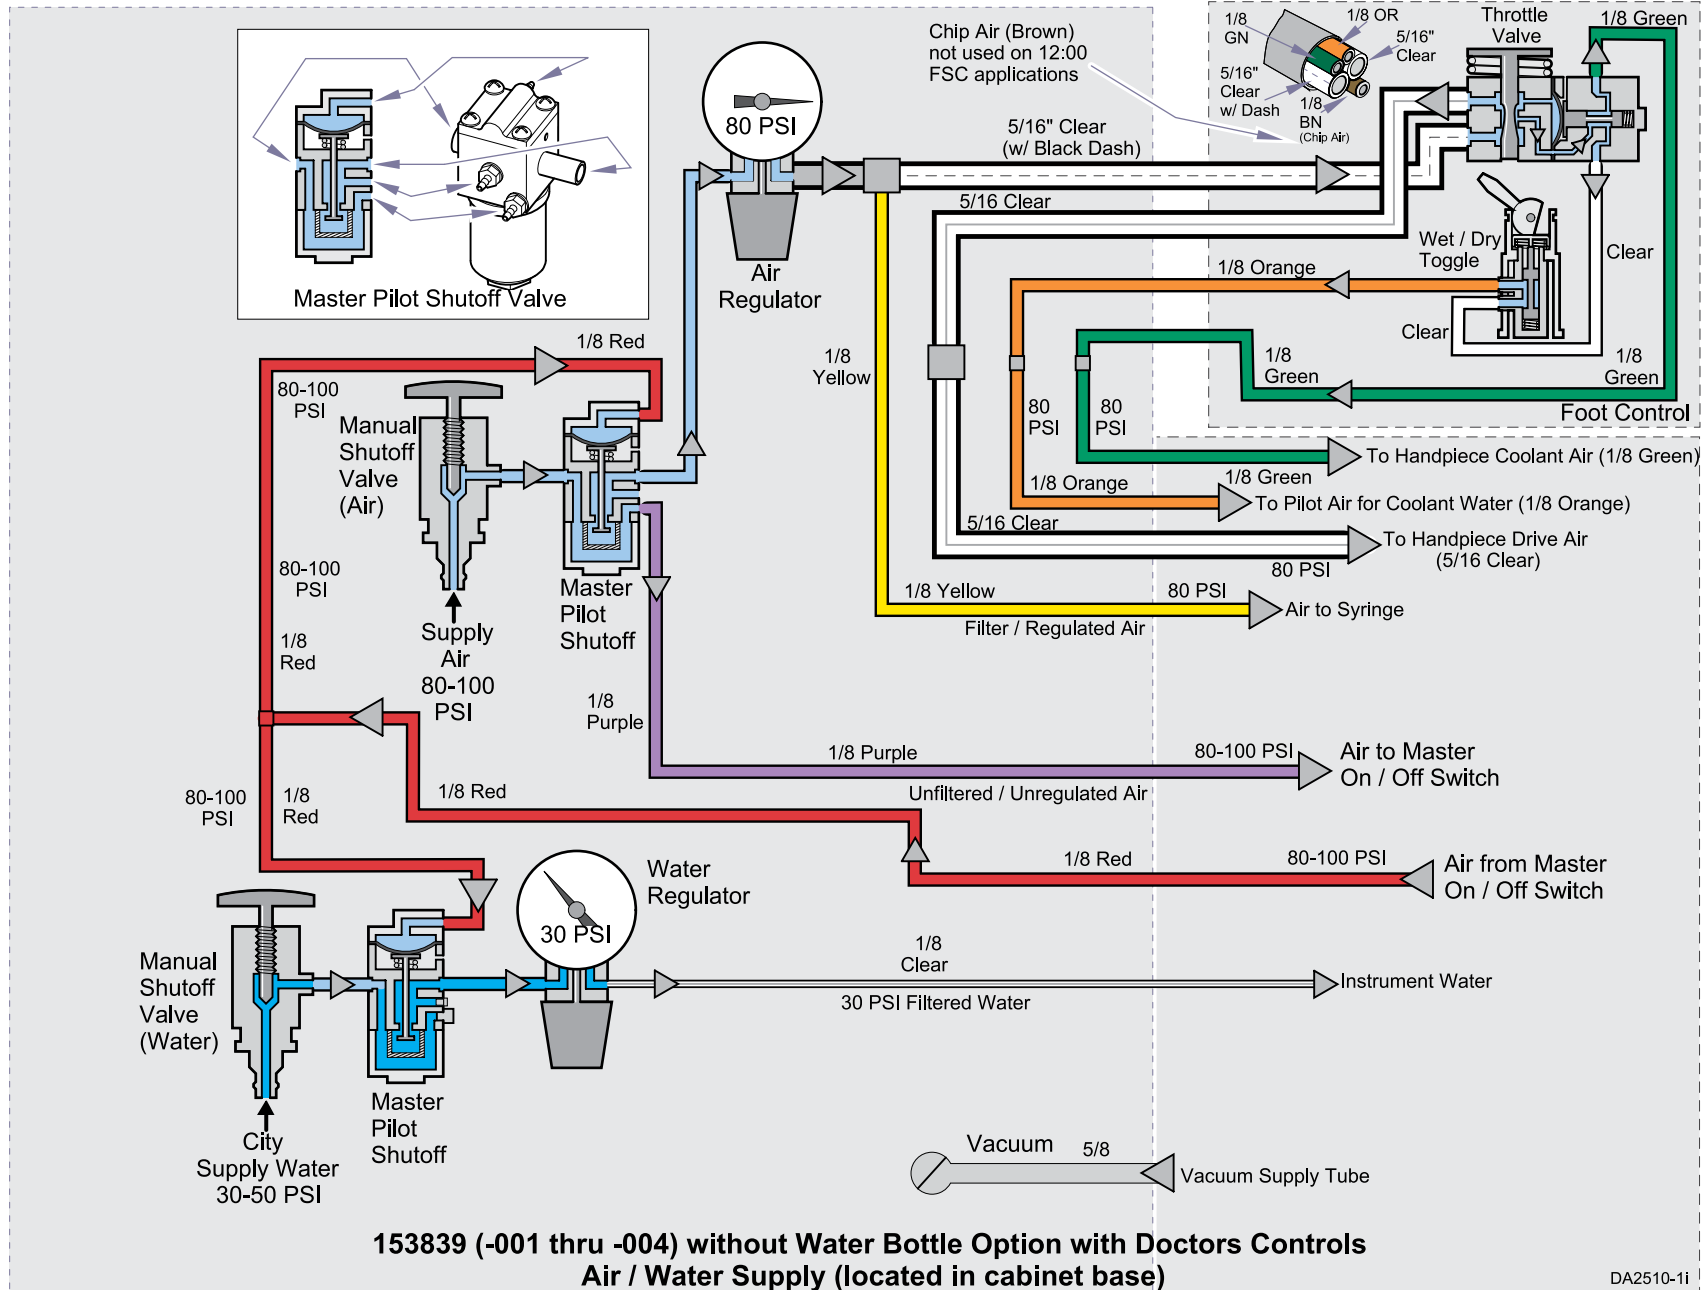 Master Pilot Shutoff Valve
80 PSI
Air
Regulator
Chip Air (Brown)
not used on 12:00
FSC applications
1/8
GN
1/8 OR
5/16"
Clear
5/16"
Clear
w/ Dash
1/8
BN
(Chip Air)
Throttle
Valve
1/8 Green
5/16" Clear
(w/ Black Dash)
5/16 Clear
Wet / Dry
Toggle
Clear
1/8 Orange
Clear
1/8
Green
1/8
Green
Foot Control
1/8 Red
80-100
PSI
Manual
Shutoff
Valve
(Air)
1/8
Yellow
80
PSI
80
PSI
To Handpiece Coolant Air (1/8 Green)
1/8 Green
1/8 Orange
To Pilot Air for Coolant Water (1/8 Orange)
5/16 Clear
To Handpiece Drive Air
(5/16 Clear)
80 PSI
80-100
PSI
Master
Pilot
Shutoff
1/8 Yellow
80 PSI
Air to Syringe
Filter / Regulated Air
1/8
Red
Supply
Air
80-100
PSI
1/8
Purple
1/8 Purple
80-100 PSI
Air to Master
On / Off Switch
Unfiltered / Unregulated Air
80-100
PSI
1/8
Red
1/8 Red
1/8 Red
80-100 PSI
Air from Master
On / Off Switch
Water
Regulator
30 PSI
Manual
Shutoff
Valve
(Water)
1/8
Clear
30 PSI Filtered Water
Instrument Water
Master
Pilot
Shutoff
City
Supply Water
30-50 PSI
Vacuum
5/8
Vacuum Supply Tube
153839 (-001 thru -004) without Water Bottle Option with Doctors Controls
Air / Water Supply (located in cabinet base)
DA2510-1i